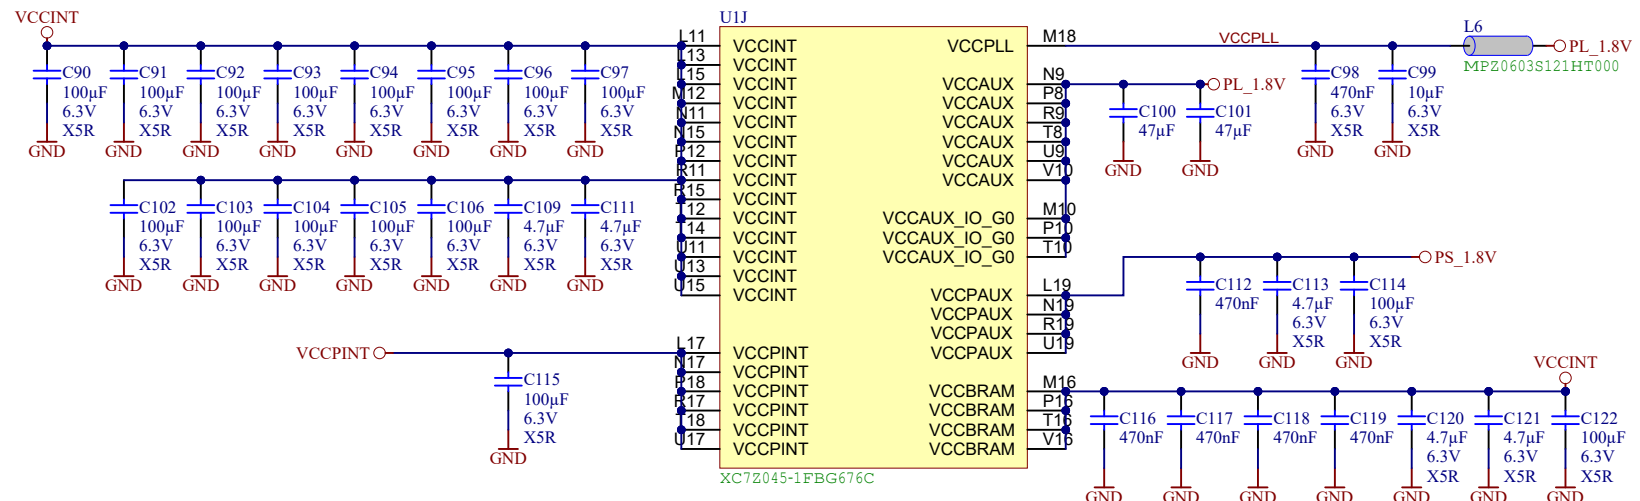 VCCINT
U1J
L6
PL_1.8V
MPZ0603S121HT000
VCCPLL
C90
100µF
6.3V
X5R
GND
C91
100µF
6.3V
X5R
GND
C92
100µF
6.3V
X5R
GND
C93
100µF
6.3V
X5R
GND
C94
100µF
6.3V
X5R
GND
C95
100µF
6.3V
X5R
GND
C96
100µF
6.3V
X5R
GND
C97
100µF
6.3V
X5R
GND
C102
100µF
6.3V
X5R
GND
C103
100µF
6.3V
X5R
GND
C104
100µF
6.3V
X5R
GND
C105
100µF
6.3V
X5R
GND
C106
100µF
6.3V
X5R
GND
C109
4.7µF
6.3V
X5R
GND
C111
4.7µF
6.3V
X5R
GND
VCCPINT
C115
100µF
6.3V
X5R
GND
L11 VCCINT
L13 VCCINT
L15 VCCINT
M12 VCCINT
N11 VCCINT
N15 VCCINT
P12 VCCINT
R11 VCCINT
R15 VCCINT
12 VCCINT
14 VCCINT
U11 VCCINT
U13 VCCINT
U15 VCCINT
L17 VCCPINT
N17 VCCPINT
P18 VCCPINT
R17 VCCPINT
18 VCCPINT
U17 VCCPINT
VCCPLL M18
VCCAUX N9
VCCAUX P8
VCCAUX R9
VCCAUX T8
VCCAUX U9
VCCAUX V10
VCCAUX_IO_G0 M10
VCCAUX_IO_G0 P10
VCCAUX_IO_G0 T10
VCCPAUX L19
VCCPAUX N19
VCCPAUX R19
VCCPAUX U19
VCCBRAM M16
VCCBRAM P16
VCCBRAM T16
VCCBRAM V16
XC7Z045-1FBG676C
C98
470nF
6.3V
X5R
GND
C99
10µF
6.3V
X5R
GND
PL_1.8V
C100
47µF
GND
C101
47µF
GND
PS_1.8V
C112
470nF
GND
C113
4.7µF
6.3V
X5R
GND
C114
100µF
6.3V
X5R
GND
VCCINT
C116
470nF
GND
C117
470nF
GND
C118
470nF
GND
C119
470nF
GND
C120
4.7µF
6.3V
X5R
GND
C121
4.7µF
6.3V
X5R
GND
C122
100µF
6.3V
X5R
GND